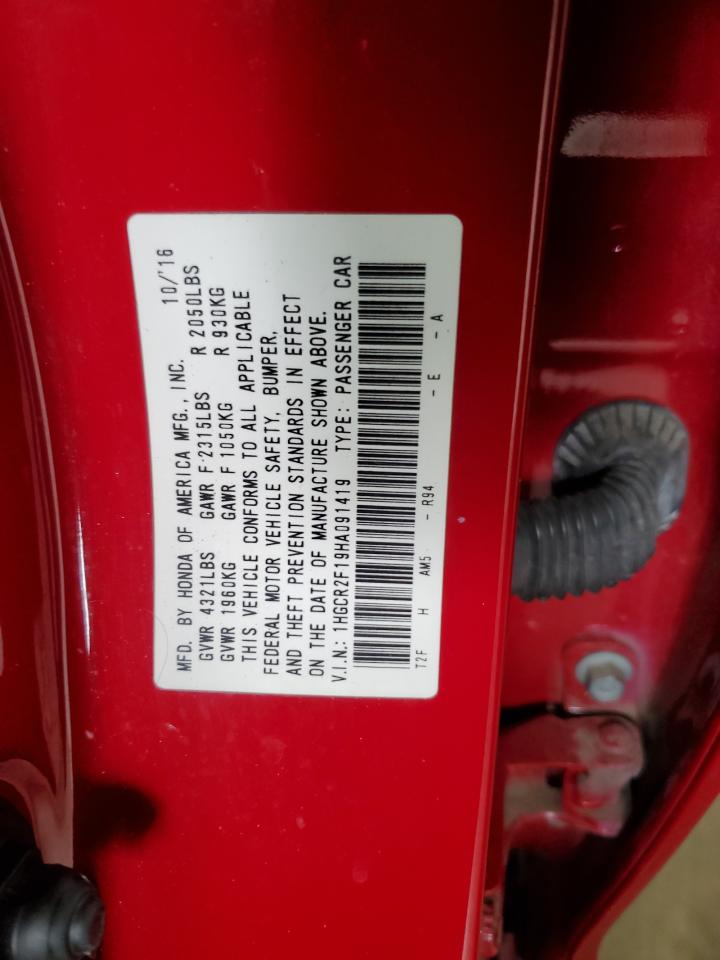 MFD. BY HONDA OF AMERICA MFG., INC. 10/'16
GVWR 4321LBS GAWR F 2315LBS R 2050LBS
GVWR 1960KG GAWR F 1050KG R 930KG
THIS VEHICLE CONFORMS TO ALL APPLICABLE
FEDERAL MOTOR VEHICLE SAFETY, BUMPER,
AND THEFT PREVENTION STANDARDS IN EFFECT
ON THE DATE OF MANUFACTURE SHOWN ABOVE.
V.I.N.: 1HGCR2F19HA091419 TYPE: PASSENGER CAR
T2F H AM5 - R94 - E - A